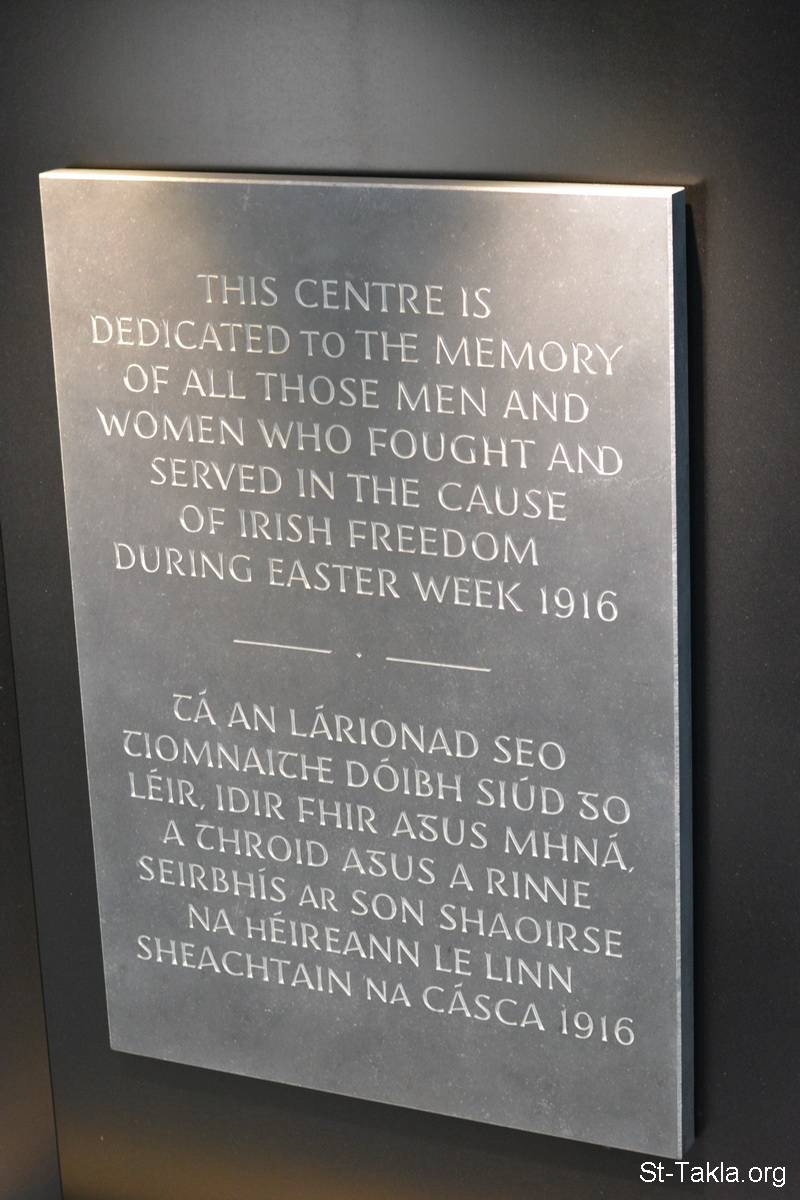 THIS CENTRE IS
DEDICATED TO THE MEMORY
OF ALL THOSE MEN AND
WOMEN WHO FOUGHT AND
SERVED IN THE CAUSE
OF IRISH FREEDOM
DURING EASTER WEEK 1916
TÁ AN LÁRIONAD SEO
TIOMNAITHE DÓIBH SIÚD GO
LÉIR, IDIR FHIR AGUS MHNÁ,
A THROID AGUS A RINNE
SEIRBHÍS AR SON SHAOIRSE
NA HÉIREANN LE LINN
SHEACHTAIN NA CÁSCA 1916
St-Takla.org